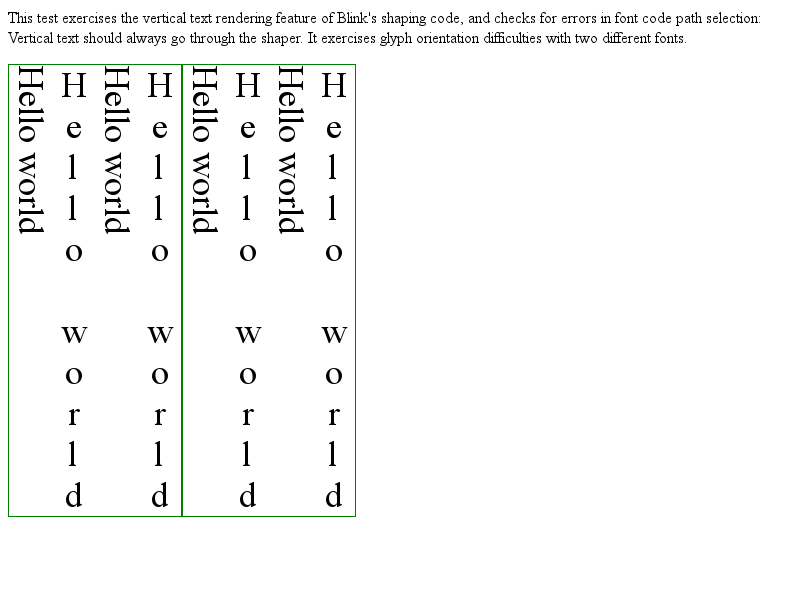 This test exercises the vertical text rendering feature of Blink's shaping code, and checks for errors in font code path selection:
Vertical text should always go through the shaper. It exercises glyph orientation difficulties with two different fonts.
Hello world
Hello world
Hello world
Hello world
Hello world
Hello world
Hello world
Hello world